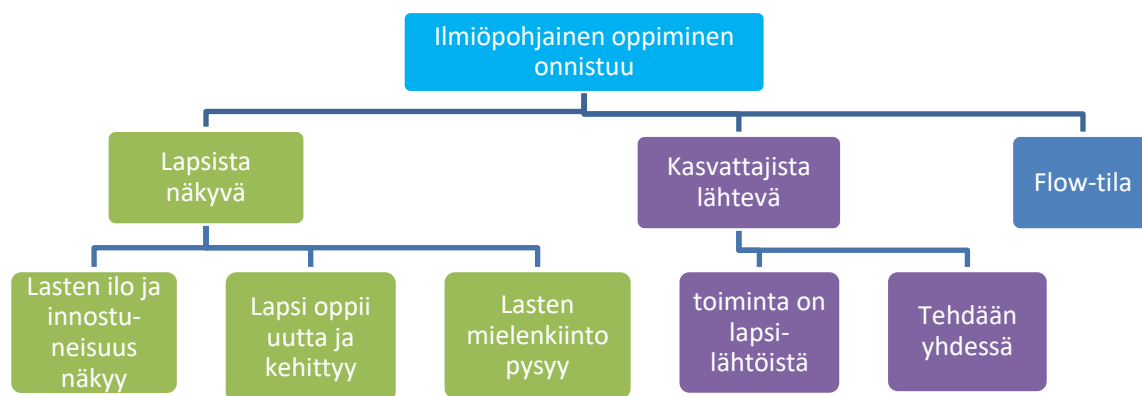 Ilmiöpohjainen oppiminen
onnistuu
Lapsista
näkyvä
Kasvattajista
lähtevä
Flow-tila
Lasten ilo ja
innostu-
neisuus
näkyy
Lapsi oppii
uutta ja
kehittyy
Lasten
mielenkiinto
pysyy
toiminta on
lapsi-
lähtöistä
Tehdään
yhdessä